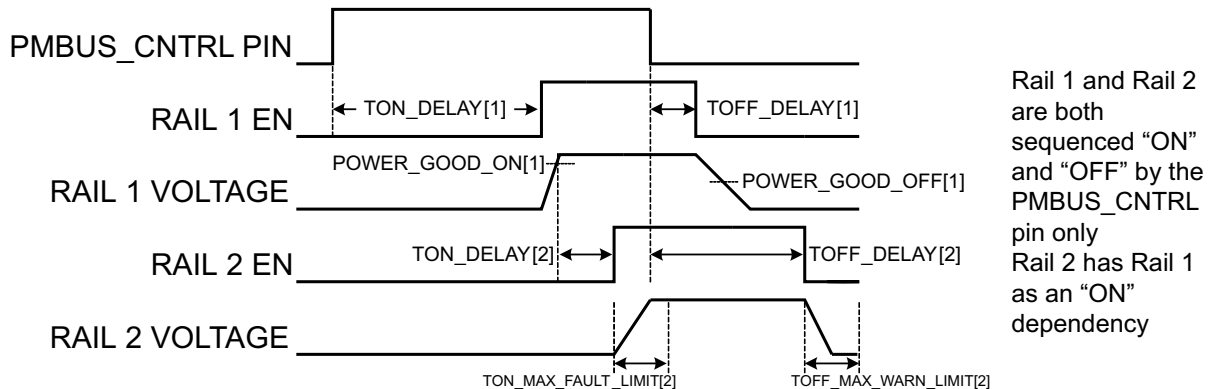 PMBUS_CNTRL PIN
RAIL 1 EN
TON_DELAY[1]
TOFF_DELAY[1]
RAIL 1 VOLTAGE
POWER_GOOD_ON[1]
POWER_GOOD_OFF[1]
RAIL 2 EN
TON_DELAY[2]
TOFF_DELAY[2]
RAIL 2 VOLTAGE
TON_MAX_FAULT_LIMIT[2]
TOFF_MAX_WARN_LIMIT[2]
Rail 1 and Rail 2
are both
sequenced “ON”
and “OFF” by the
PMBUS_CNTRL
pin only
Rail 2 has Rail 1
as an “ON”
dependency